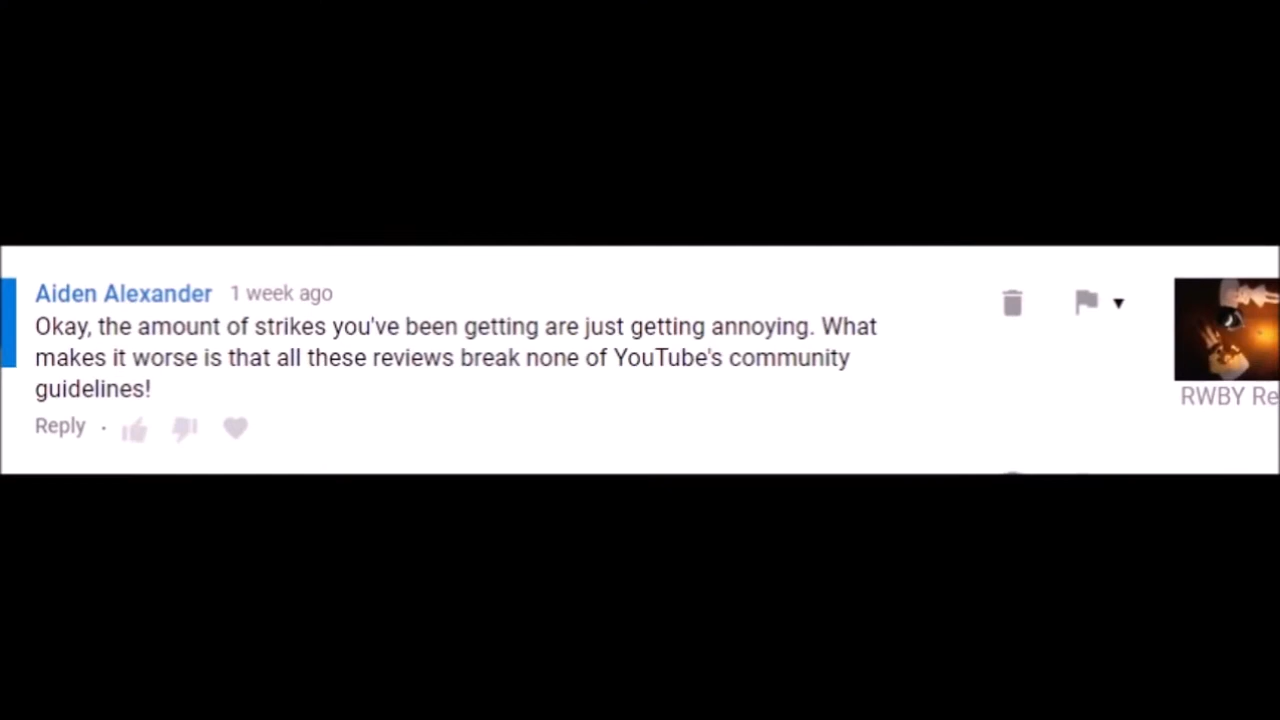 Aiden Alexander 1 week ago
Okay, the amount of strikes you've been getting are just getting annoying. What
makes it worse is that all these reviews break none of YouTube's community
guidelines!
Reply ·
RWBY Re